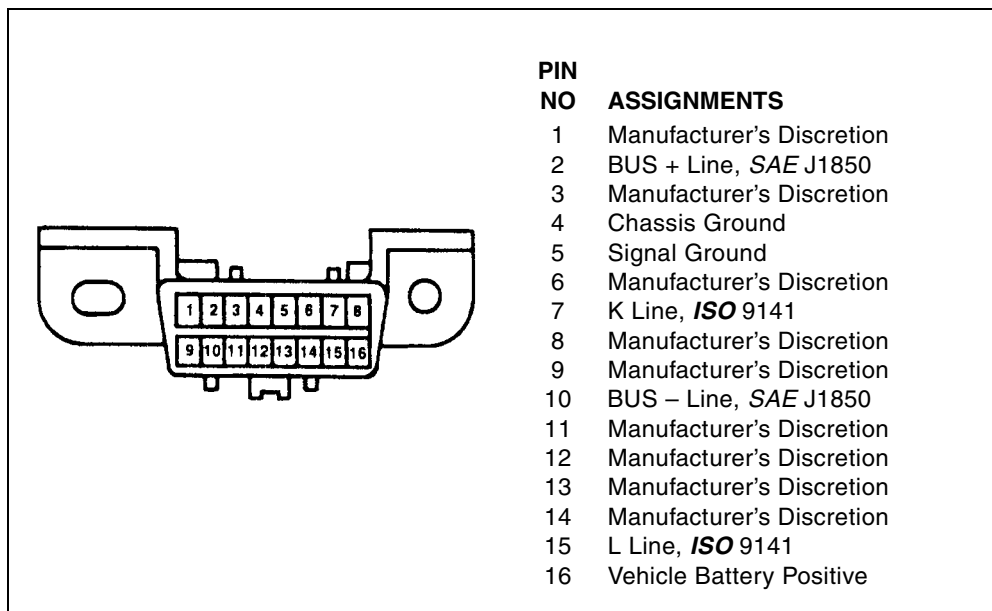 PIN
NO ASSIGNMENTS
1 Manufacturer's Discretion
2 BUS + Line, SAE J1850
3 Manufacturer's Discretion
4 Chassis Ground
5 Signal Ground
6 Manufacturer's Discretion
7 K Line, ISO 9141
8 Manufacturer's Discretion
9 Manufacturer's Discretion
10 BUS – Line, SAE J1850
11 Manufacturer's Discretion
12 Manufacturer's Discretion
13 Manufacturer's Discretion
14 Manufacturer's Discretion
15 L Line, ISO 9141
16 Vehicle Battery Positive
1 2 3 4 5 6 7 8
9 10 11 12 13 14 15 16